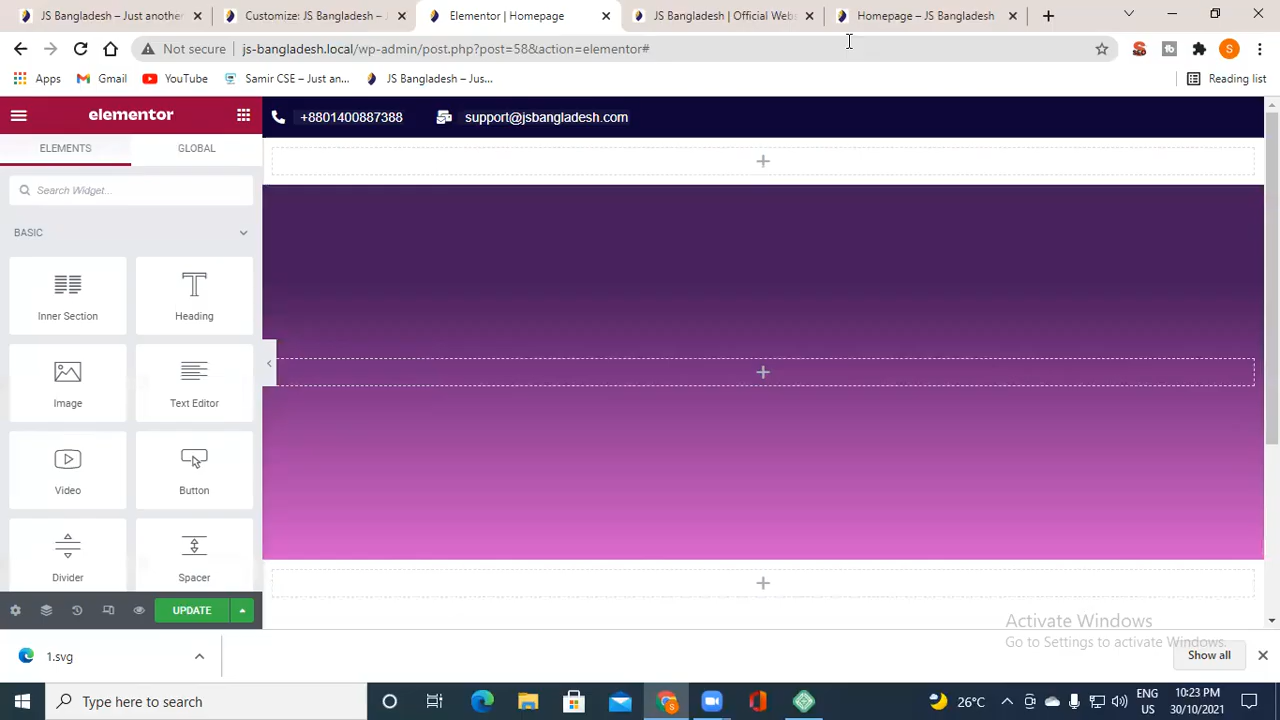 JS Bangladesh – Just another
Customize: JS Bangladesh –
Elementor | Homepage
JS Bangladesh | Official Web
Homepage – JS Bangladesh
Not secure
js-bangladesh.local/wp-admin/post.php?post=58&action=elementor#
Apps
Gmail
YouTube
Samir CSE – Just an...
JS Bangladesh – Jus...
Reading list
elementor
+8801400887388
support@jsbangladesh.com
ELEMENTS
GLOBAL
Search Widget...
BASIC
Inner Section
Heading
Image
Text Editor
Video
Button
Divider
Spacer
UPDATE
Activate Windows
Go to Settings to activate Windows.
1.svg
Show all
Type here to search
26°C
ENG
US
10:23 PM
30/10/2021